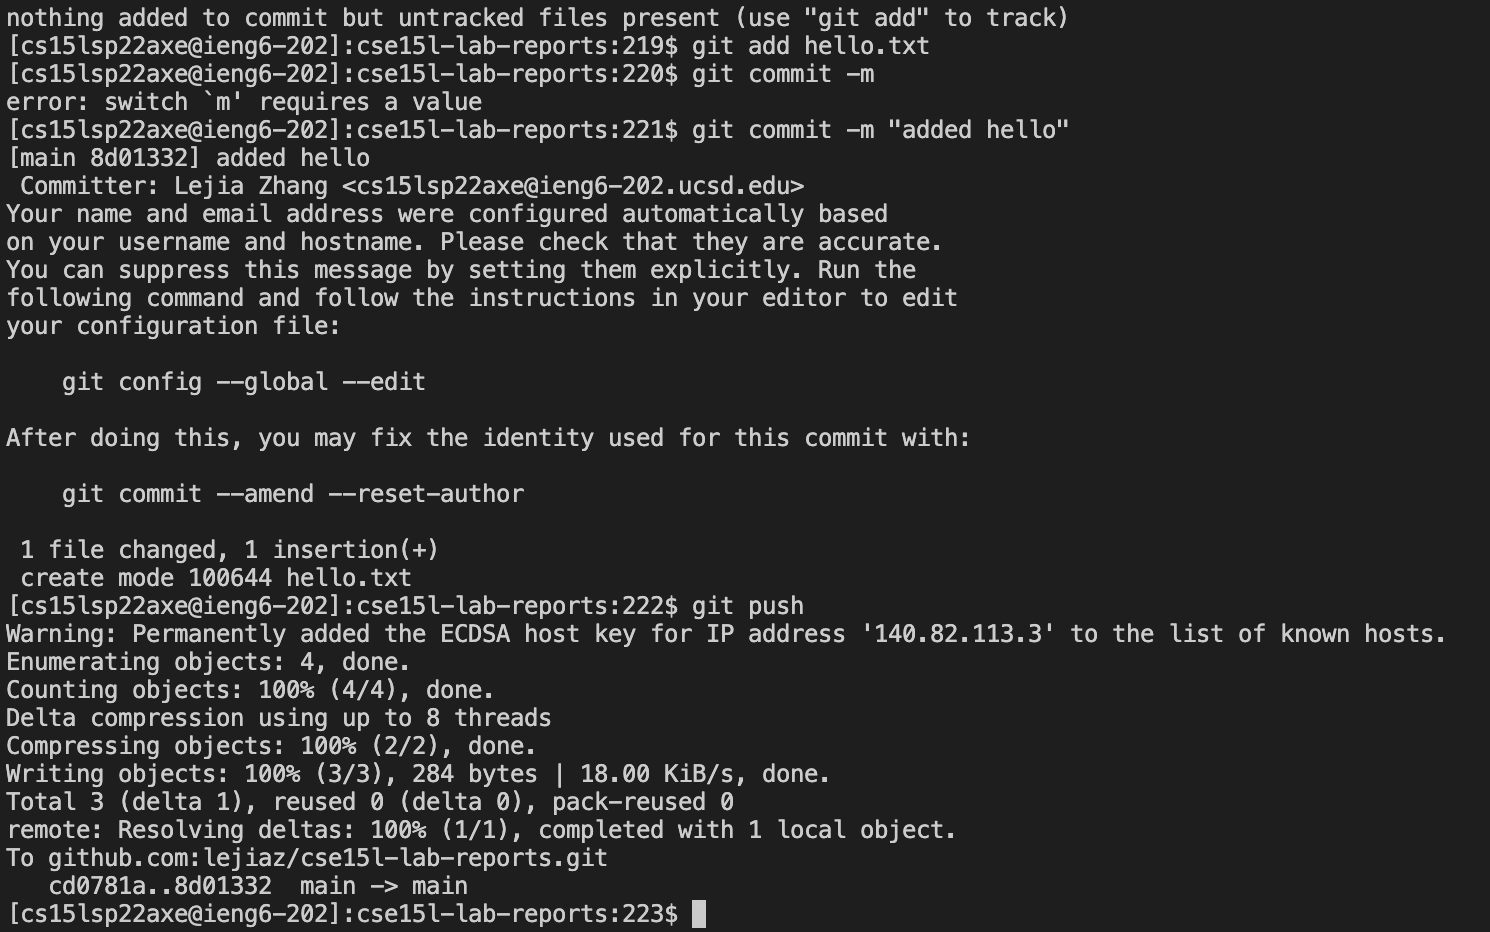 nothing added to commit but untracked files present (use "git add" to track)
[cs15lsp22axe@ieng6-202]:cse15l-lab-reports:219$ git add hello.txt
[cs15lsp22axe@ieng6-202]:cse15l-lab-reports:220$ git commit -m
error: switch `m' requires a value
[cs15lsp22axe@ieng6-202]:cse15l-lab-reports:221$ git commit -m "added hello"
[main 8d01332] added hello
 Committer: Lejia Zhang <cs15lsp22axe@ieng6-202.ucsd.edu>
Your name and email address were configured automatically based
on your username and hostname. Please check that they are accurate.
You can suppress this message by setting them explicitly. Run the
following command and follow the instructions in your editor to edit
your configuration file:

    git config --global --edit

After doing this, you may fix the identity used for this commit with:

    git commit --amend --reset-author

 1 file changed, 1 insertion(+)
 create mode 100644 hello.txt
[cs15lsp22axe@ieng6-202]:cse15l-lab-reports:222$ git push
Warning: Permanently added the ECDSA host key for IP address '140.82.113.3' to the list of known hosts.
Enumerating objects: 4, done.
Counting objects: 100% (4/4), done.
Delta compression using up to 8 threads
Compressing objects: 100% (2/2), done.
Writing objects: 100% (3/3), 284 bytes | 18.00 KiB/s, done.
Total 3 (delta 1), reused 0 (delta 0), pack-reused 0
remote: Resolving deltas: 100% (1/1), completed with 1 local object.
To github.com:lejiaz/cse15l-lab-reports.git
   cd0781a..8d01332  main -> main
[cs15lsp22axe@ieng6-202]:cse15l-lab-reports:223$